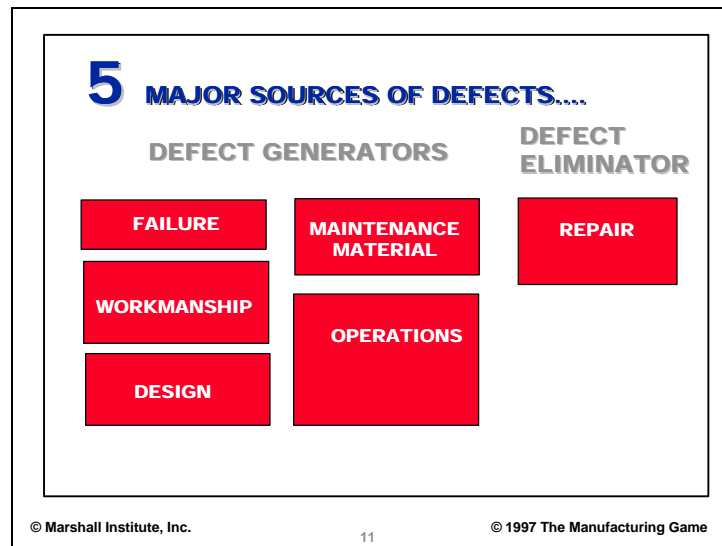 5 MAJOR SOURCES OF DEFECTS....
DEFECT GENERATORS
DEFECT
ELIMINATOR
FAILURE
MAINTENANCE
MATERIAL
REPAIR
WORKMANSHIP
OPERATIONS
DESIGN
© Marshall Institute, Inc.
11
© 1997 The Manufacturing Game